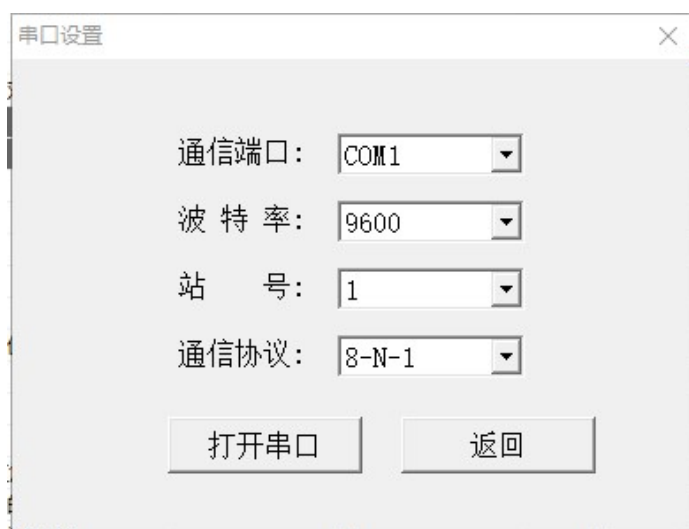 串口设置
通信端口: COM1
波 特 率: 9600
站 号: 1
通信协议: 8-N-1
打开串口 返回